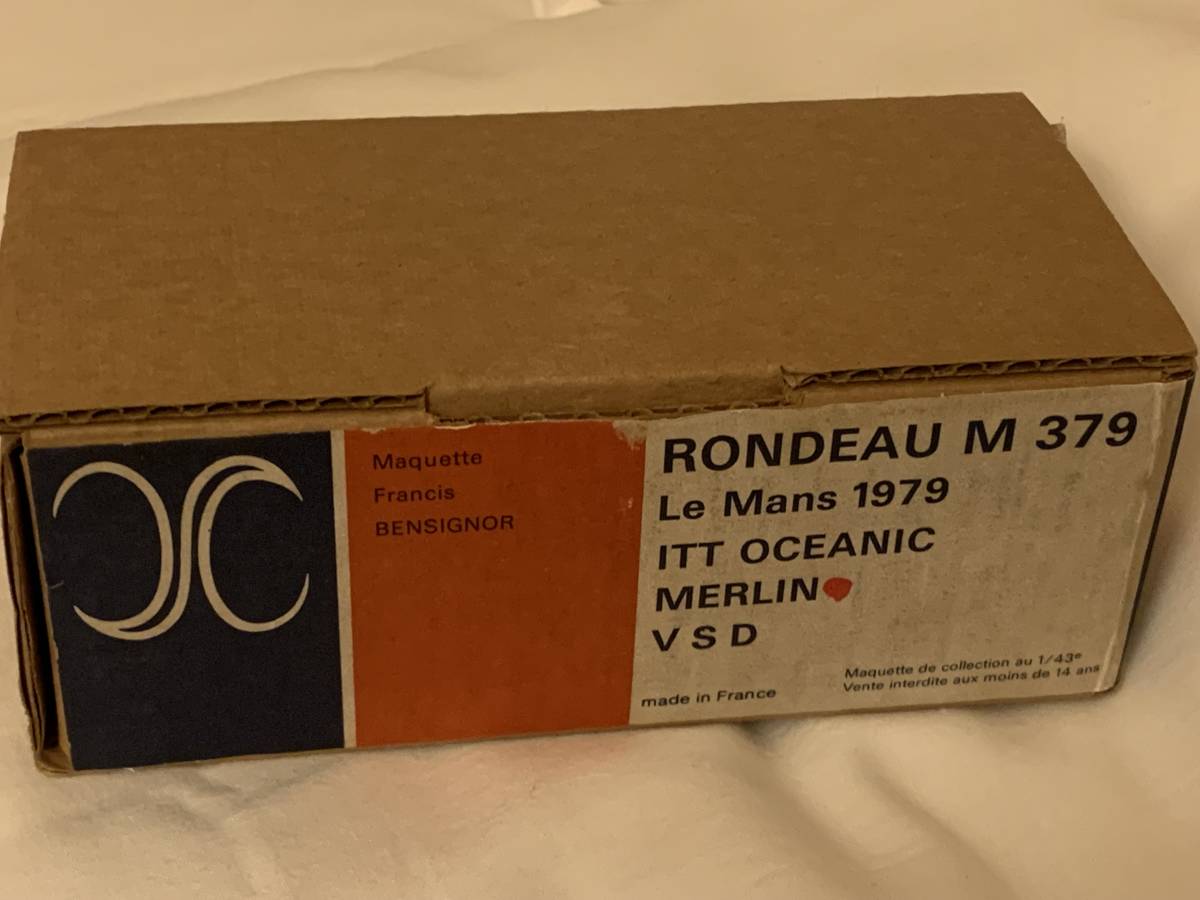 Maquette
Francis
BENSIGNOR
RONDEAU M 379
Le Mans 1979
ITT OCEANIC
MERLIN
V S D
made in France
Maquette de collection au 1/43e
Vente interdite aux moins de 14 ans